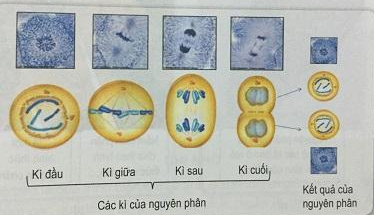 Kì đầu
Kì giữa
Kì sau
Kì cuối
Các kì của nguyên phân
Kết quả của
nguyên phân